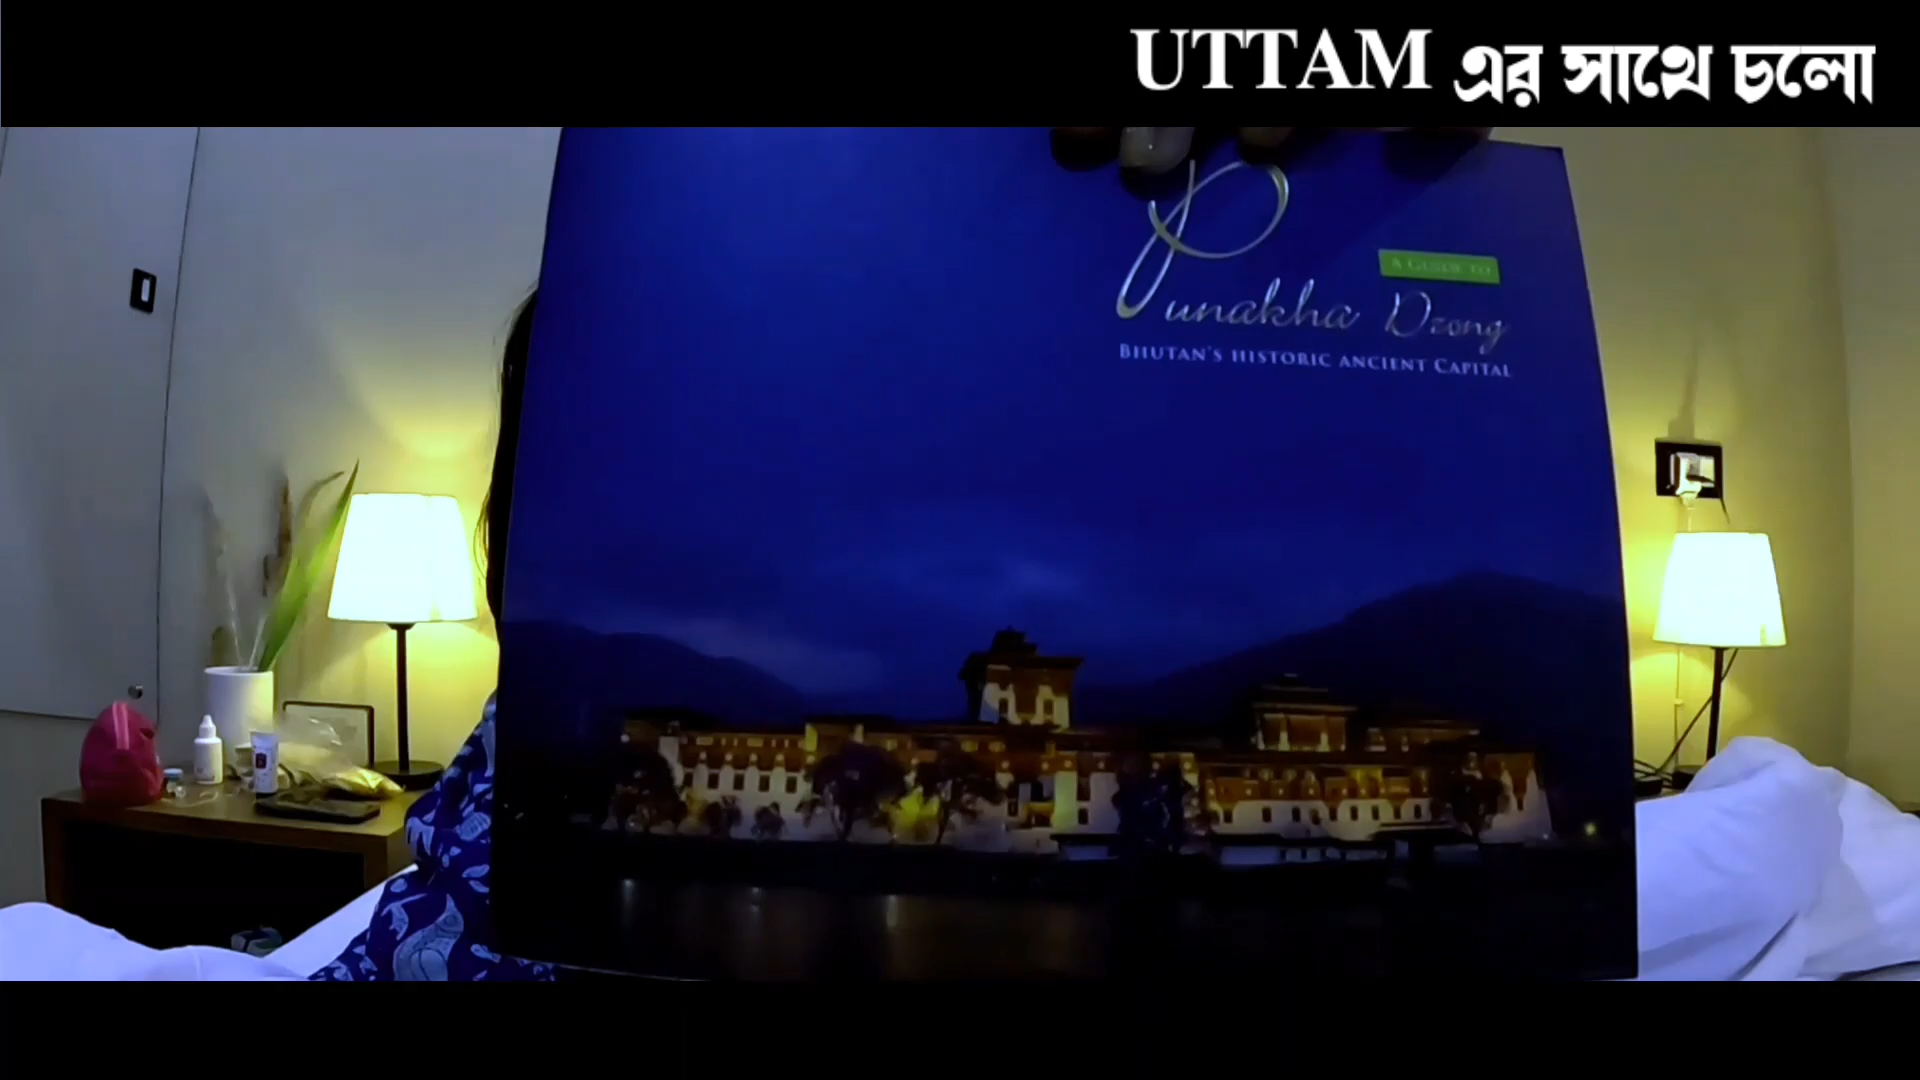 UTTAM এর সাথে চলো
A GUIDE TO
Punakha Dzong
BHUTAN'S HISTORIC ANCIENT CAPITAL